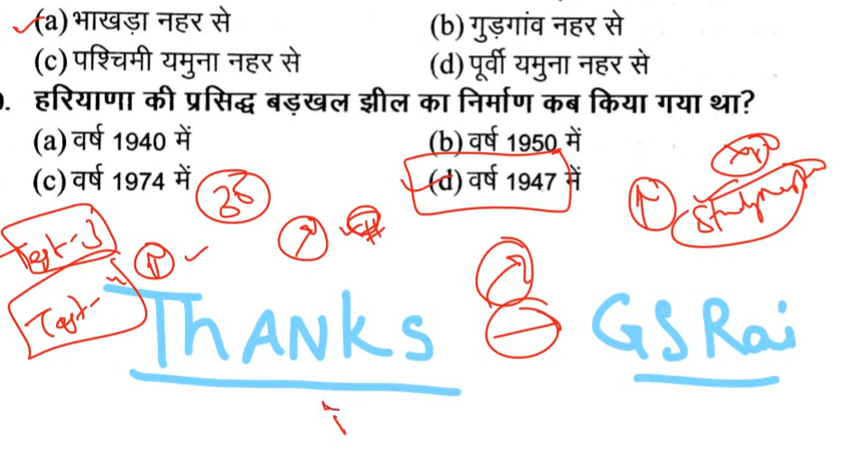 (a) भाखड़ा नहर से (b) गुड़गांव नहर से
(c) पश्चिमी यमुना नहर से (d) पूर्वी यमुना नहर से
. हरियाणा की प्रसिद्ध बड़खल झील का निर्माण कब किया गया था?
(a) वर्ष 1940 में (b) वर्ष 1950 में
(c) वर्ष 1974 में (d) वर्ष 1947 में
Test-3
Test-
ThANKS GS Rai